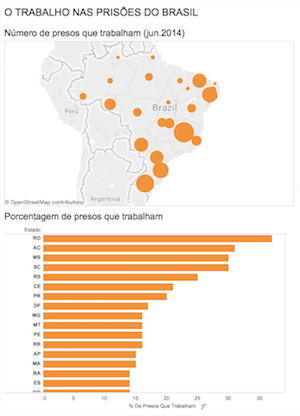 O TRABALHO NAS PRISÕES DO BRASIL
Número de presos que trabalham (jun.2014)
Brazil
Peru
Argentina
© OpenStreetMap contributors
Porcentagem de presos que trabalham
Estado
RO
AC
MS
SC
RS
CE
PR
DF
MG
MT
PE
RR
AP
MA
BA
ES
GO
0 5 10 15 20 25 30 35
% De Presos Que Trabalham